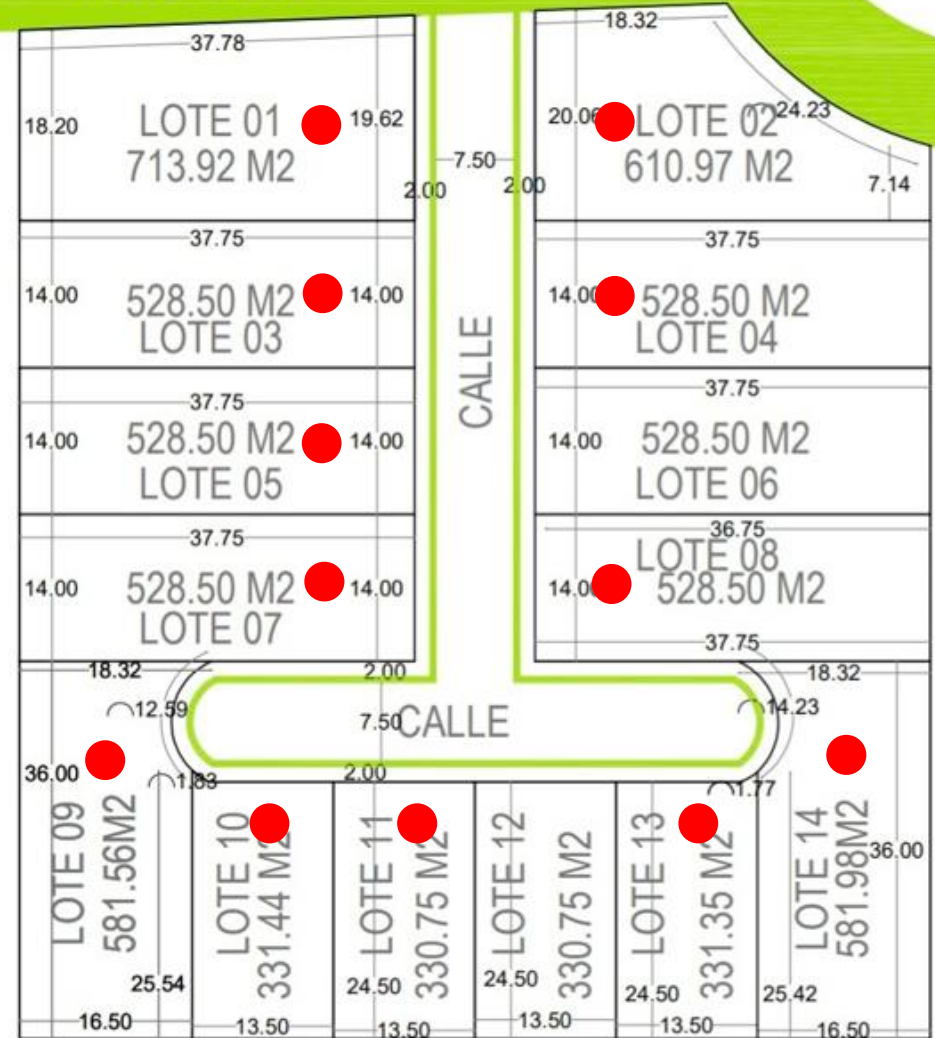 37.78
18.20
LOTE 01
713.92 M2
19.62
7.50
2.00
2.00
18.32
20.06
LOTE 02
610.97 M2
24.23
7.14
37.75
14.00
528.50 M2
LOTE 03
14.00
37.75
14.00
528.50 M2
LOTE 04
37.75
14.00
528.50 M2
LOTE 05
14.00
CALLE
37.75
14.00
528.50 M2
LOTE 06
37.75
14.00
528.50 M2
LOTE 07
14.00
36.75
LOTE 08
14.00
528.50 M2
37.75
18.32
12.59
2.00
7.50
CALLE
2.00
18.32
14.23
36.00
1.83
LOTE 09
581.56M2
25.54
16.50
LOTE 10
331.44 M2
13.50
LOTE 11
330.75 M2
24.50
13.50
LOTE 12
330.75 M2
24.50
13.50
1.77
LOTE 13
331.35 M2
24.50
13.50
LOTE 14
581.98M2
36.00
25.42
16.50